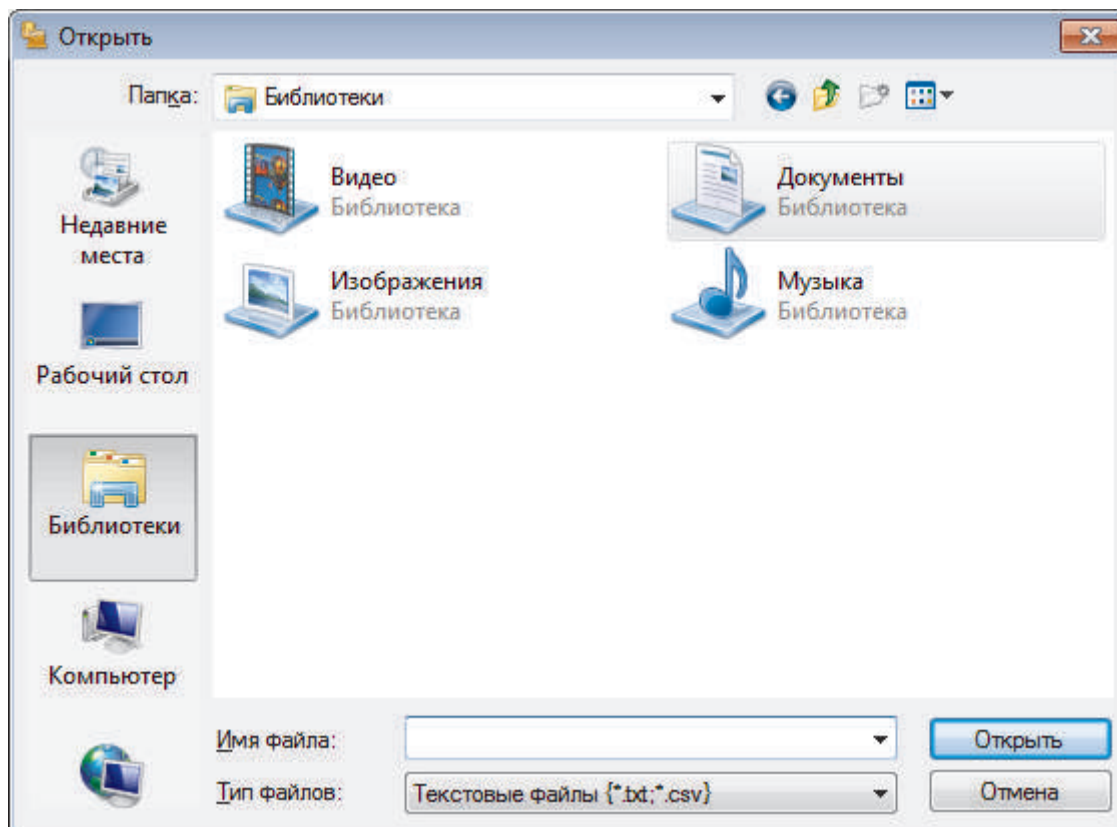 Открыть
Папка:
Библиотеки
Недавние
места
Рабочий стол
Библиотеки
Компьютер
Видео
Библиотека
Документы
Библиотека
Изображения
Библиотека
Музыка
Библиотека
Имя файла:
Открыть
Тип файлов:
Текстовые файлы {*.txt;*.csv}
Отмена